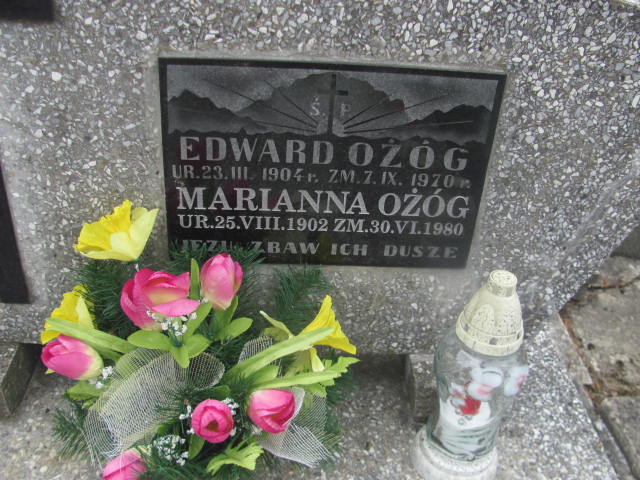 Ś P
EDWARD OŻÓG
UR.23.III.1904 r. ZM.7.IX.1970 r.
MARIANNA OŻÓG
UR.25.VIII.1902 ZM.30.VI.1980
JEZU ZBAW ICH DUSZE